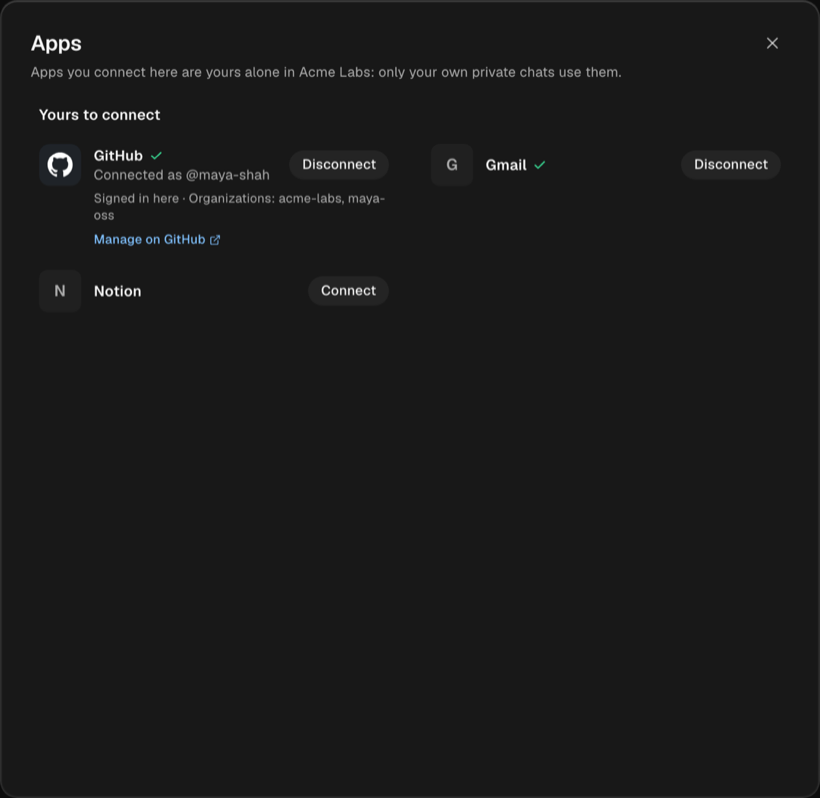 Apps
Apps you connect here are yours alone in Acme Labs: only your own private chats use them.
Yours to connect
GitHub
Connected as @maya-shah
Disconnect
Signed in here · Organizations: acme-labs, maya-
oss
Manage on GitHub
G
Gmail
Disconnect
N
Notion
Connect